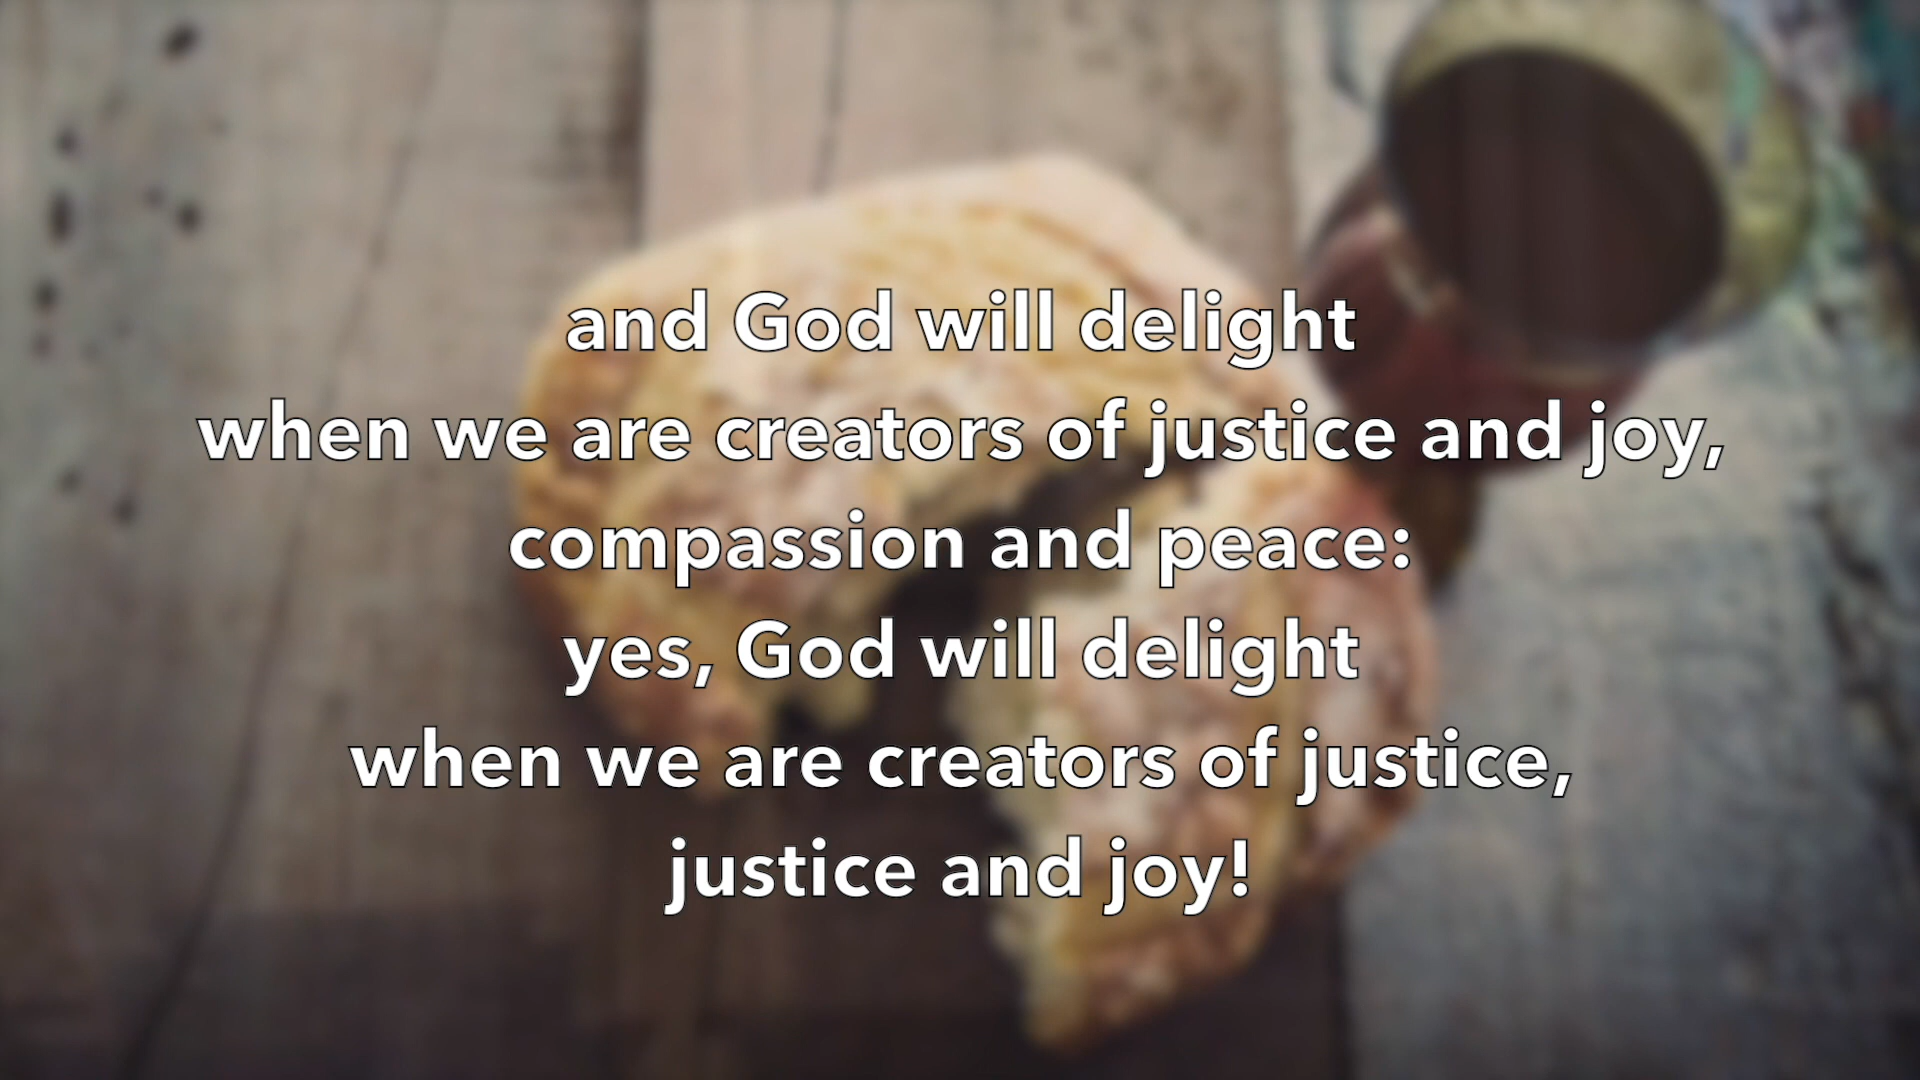 and God will delight
when we are creators of justice and joy,
compassion and peace:
yes, God will delight
when we are creators of justice,
justice and joy!